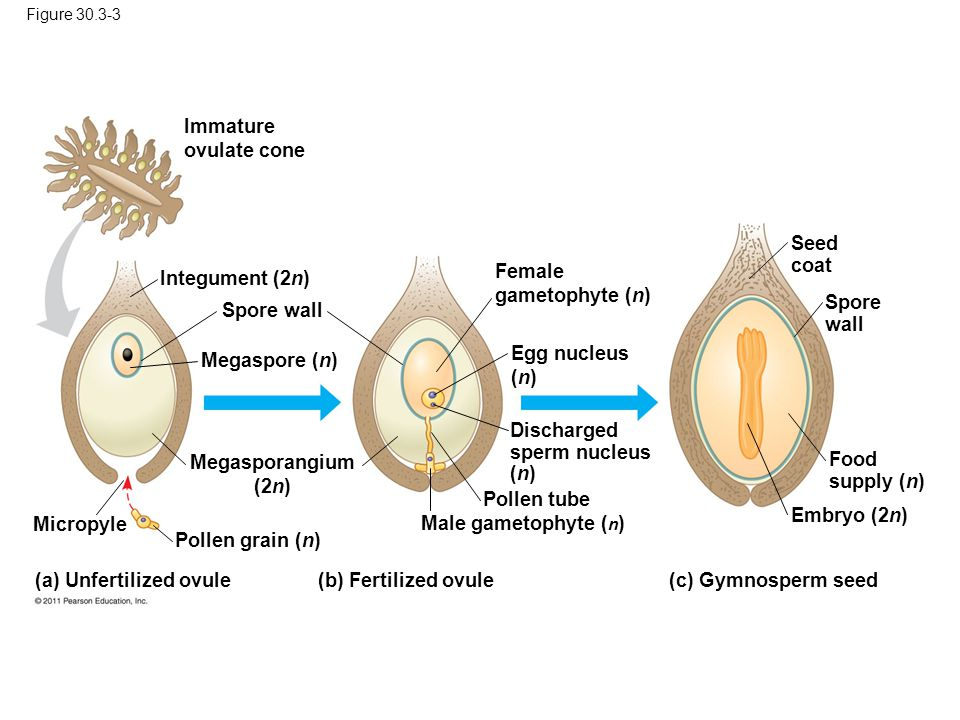 Figure 30.3-3
Immature
ovulate cone
Integument (2n)
Spore wall
Megaspore (n)
Megasporangium
(2n)
Micropyle
Pollen grain (n)
(a) Unfertilized ovule
Female
gametophyte (n)
Egg nucleus
(n)
Discharged
sperm nucleus
(n)
Pollen tube
Male gametophyte (n)
(b) Fertilized ovule
Seed
coat
Spore
wall
Food
supply (n)
Embryo (2n)
(c) Gymnosperm seed
© 2011 Pearson Education, Inc.